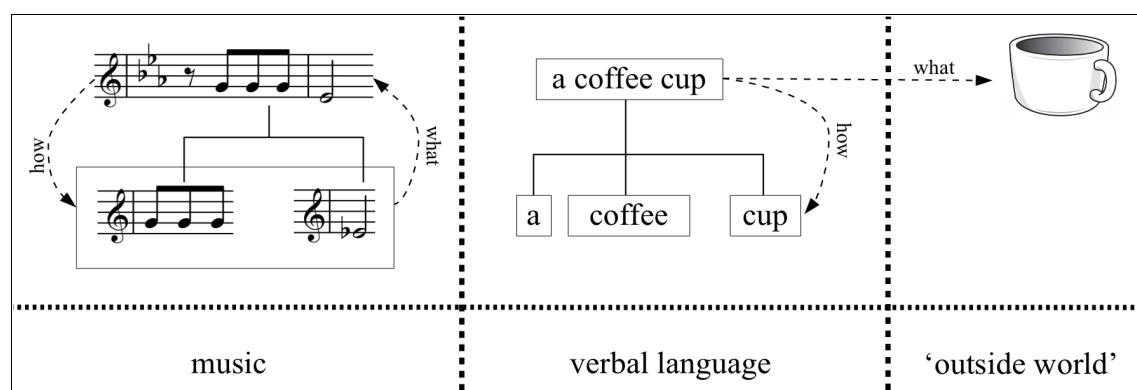 how
what
a coffee cup
what
how
a
coffee
cup
music
verbal language
‘outside world’